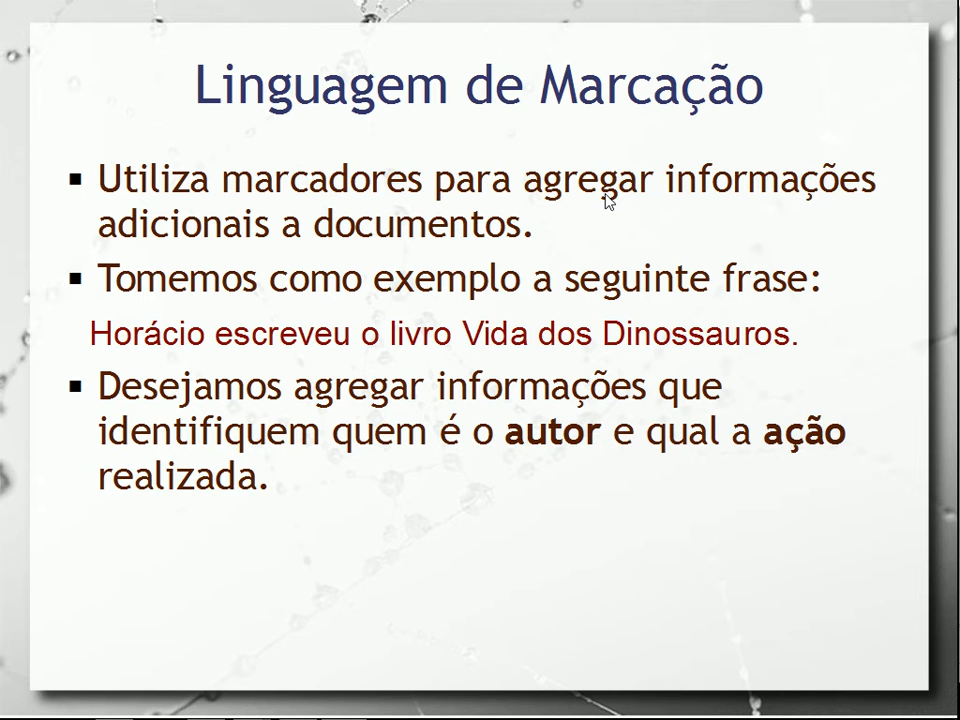 Linguagem de Marcação
▪ Utiliza marcadores para agregar informações
adicionais a documentos.
▪ Tomemos como exemplo a seguinte frase:
Horácio escreveu o livro Vida dos Dinossauros.
▪ Desejamos agregar informações que
identifiquem quem é o autor e qual a ação
realizada.